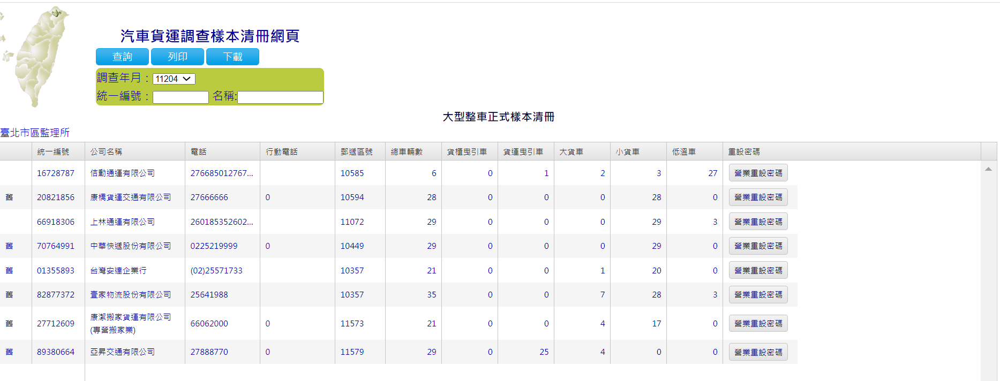 台北市
汽車貨運調查樣本清冊網頁
查詢 列印 下載
調查年月： 11204
統一編號： 名稱:
大型整車正式樣本清冊
臺北市區監理所
統一編號 公司名稱 電話 行動電話 郵遞區號 總車輛數 貨櫃曳引車 貨運曳引車 大貨車 小貨車 低溫車 重設密碼
16728787 佶勳通運有限公司 276685012767... 10585 6 0 1 2 3 27 營業重設密碼
舊 20821856 康橋貨運交通有限公司 27666666 0 10594 28 0 0 0 28 0 營業重設密碼
66918306 上林通運有限公司 260185352602... 11072 29 0 0 0 29 3 營業重設密碼
舊 70764991 中華快遞股份有限公司 0225219999 0 10449 29 0 0 0 29 0 營業重設密碼
舊 01355893 台灣安達企業行 (02)25571733 10357 21 0 0 1 20 0 營業重設密碼
舊 82877372 壹家物流股份有限公司 25641988 10357 35 0 0 7 28 3 營業重設密碼
舊 27712609 康潔搬家貨運有限公司 66062000 0 11573 21 0 0 4 17 0 營業重設密碼
(專營搬家業)
舊 89380664 亞昇交通有限公司 27888770 0 11579 29 0 25 4 0 0 營業重設密碼